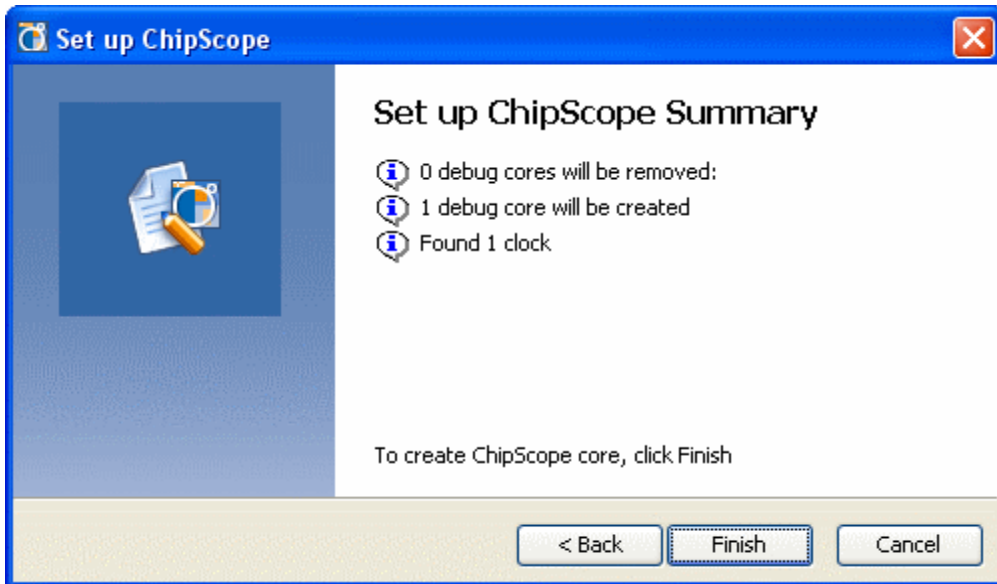 Set up ChipScope
Set up ChipScope Summary
0 debug cores will be removed:
1 debug core will be created
Found 1 clock
To create ChipScope core, click Finish
< Back
Finish
Cancel